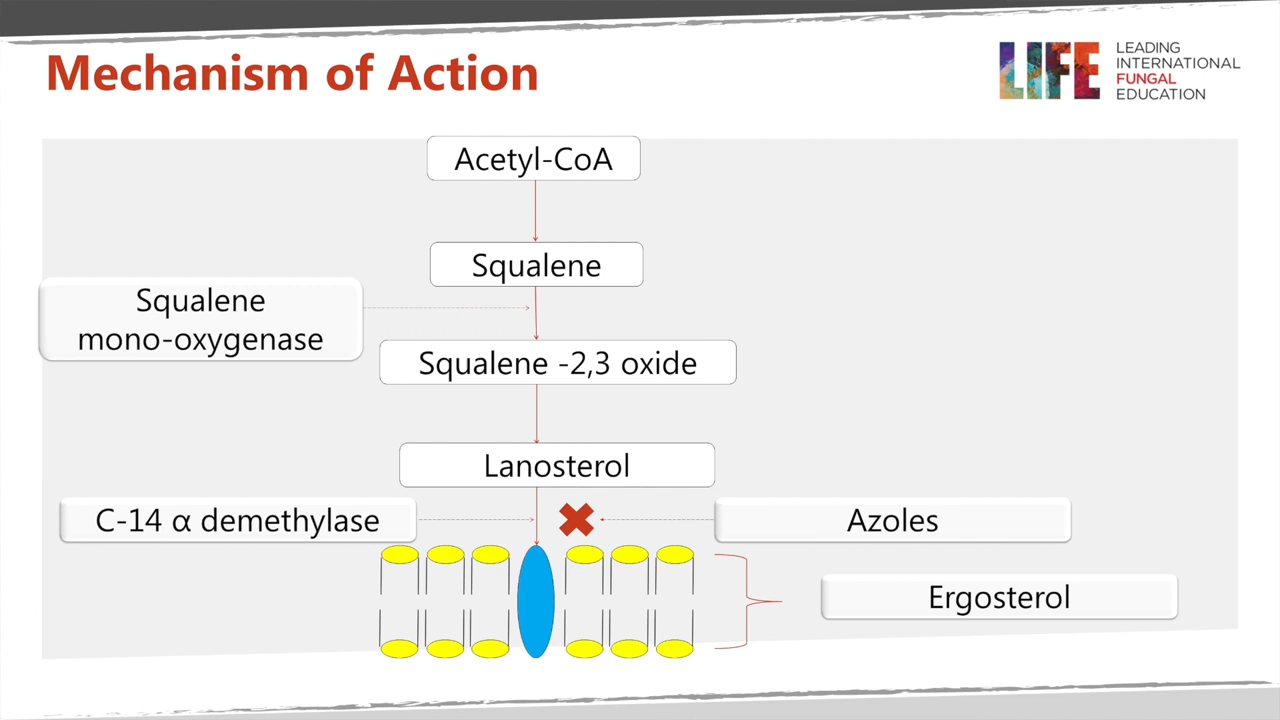 Mechanism of Action
LIFE
LEADING
INTERNATIONAL
FUNGAL
EDUCATION
Acetyl-CoA
Squalene
Squalene
mono-oxygenase
Squalene -2,3 oxide
Lanosterol
C-14 α demethylase
Azoles
Ergosterol